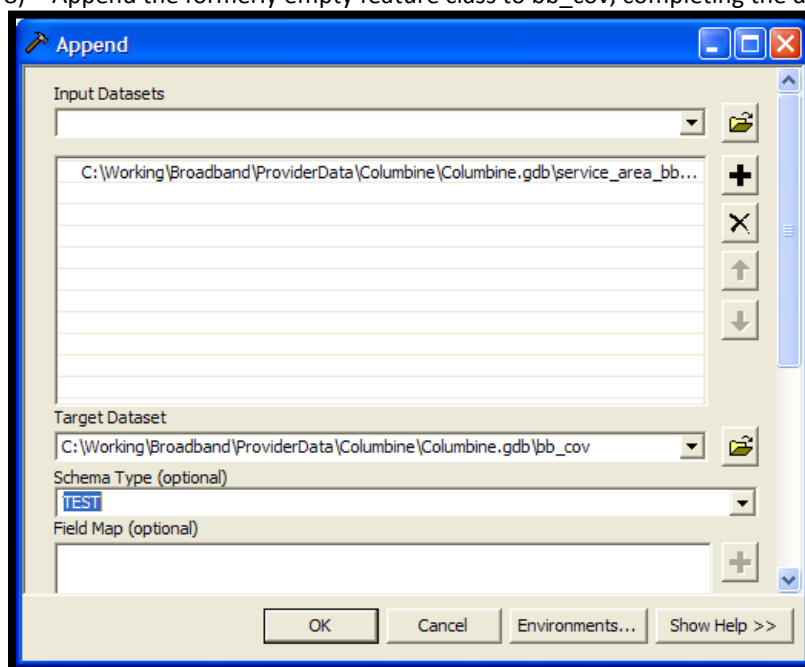 Append the formerly empty feature class to bb_cov, completing the
Append
Input Datasets
C:\Working\Broadband\ProviderData\Columbine\Columbine.gdb\service_area_bb...
Target Dataset
C:\Working\Broadband\ProviderData\Columbine\Columbine.gdb\bb_cov
Schema Type (optional)
TEST
Field Map (optional)
OK Cancel Environments... Show Help >>